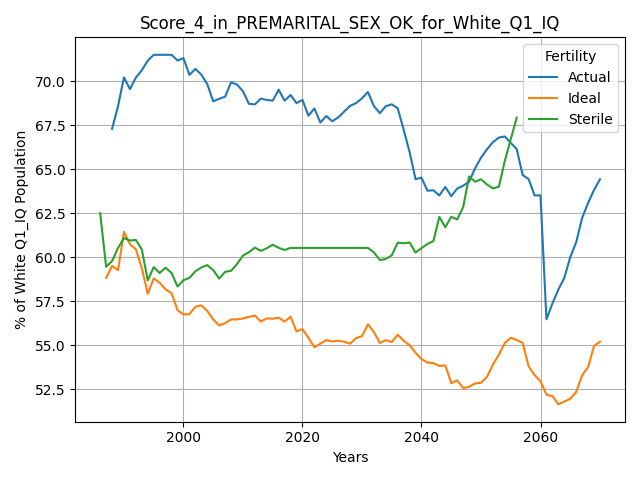 Score_4_in_PREMARITAL_SEX_OK_for_White_Q1_IQ
Fertility
Actual
Ideal
Sterile
% of White Q1_IQ Population
70.0
67.5
65.0
62.5
60.0
57.5
55.0
52.5
2000
2020
2040
2060
Years